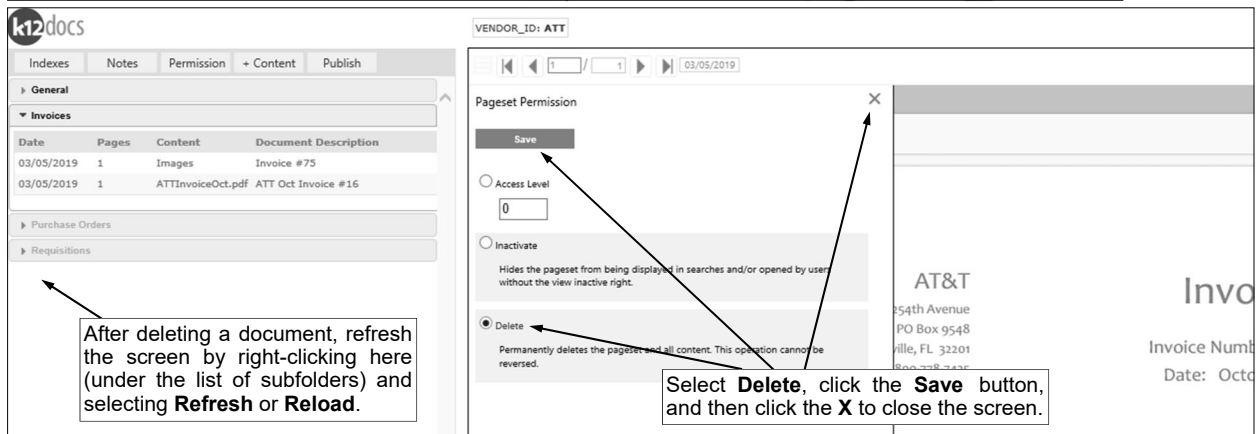 k12docs
VENDOR_ID: ATT
Indexes Notes Permission + Content Publish
General
Invoices
Date Pages Content Document Description
03/05/2019 1 Images Invoice #75
03/05/2019 1 ATTInvoiceOct.pdf ATT Oct Invoice #16
Purchase Orders
Requisitions
After deleting a document, refresh
the screen by right-clicking here
(under the list of subfolders) and
selecting Refresh or Reload.
1 / 1 03/05/2019
Pageset Permission
Save
Access Level
0
Inactivate
Hides the pageset from being displayed in searches and/or opened by users
without the view inactive right.
Delete
Permanently deletes the pageset and all content. This operation cannot be
reversed.
Select Delete, click the Save button,
and then click the X to close the screen.
AT&T
254th Avenue
PO Box 9548
ville, FL 32201
Invo
Invoice Numb
Date: Octo